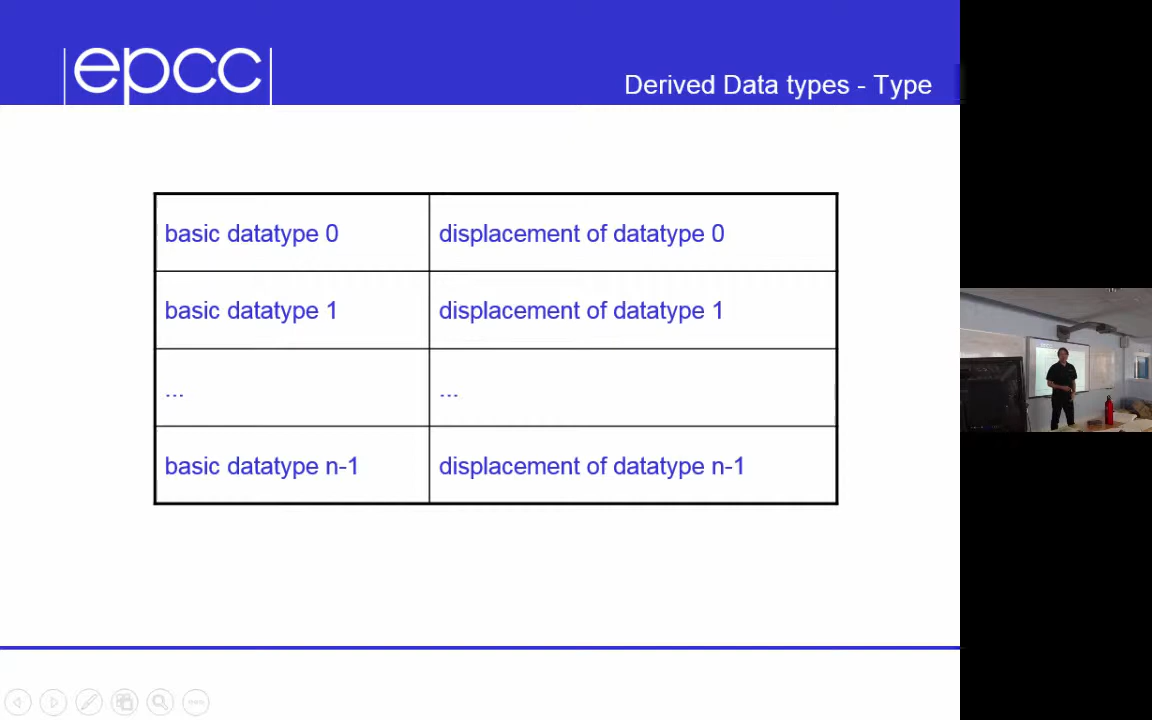 epcc
Derived Data types - Type
basic datatype 0
displacement of datatype 0
basic datatype 1
displacement of datatype 1
...
...
basic datatype n-1
displacement of datatype n-1